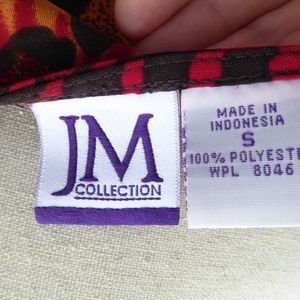 JM
COLLECTION
MADE IN
INDONESIA
S
100% POLYESTE
WPL 8046